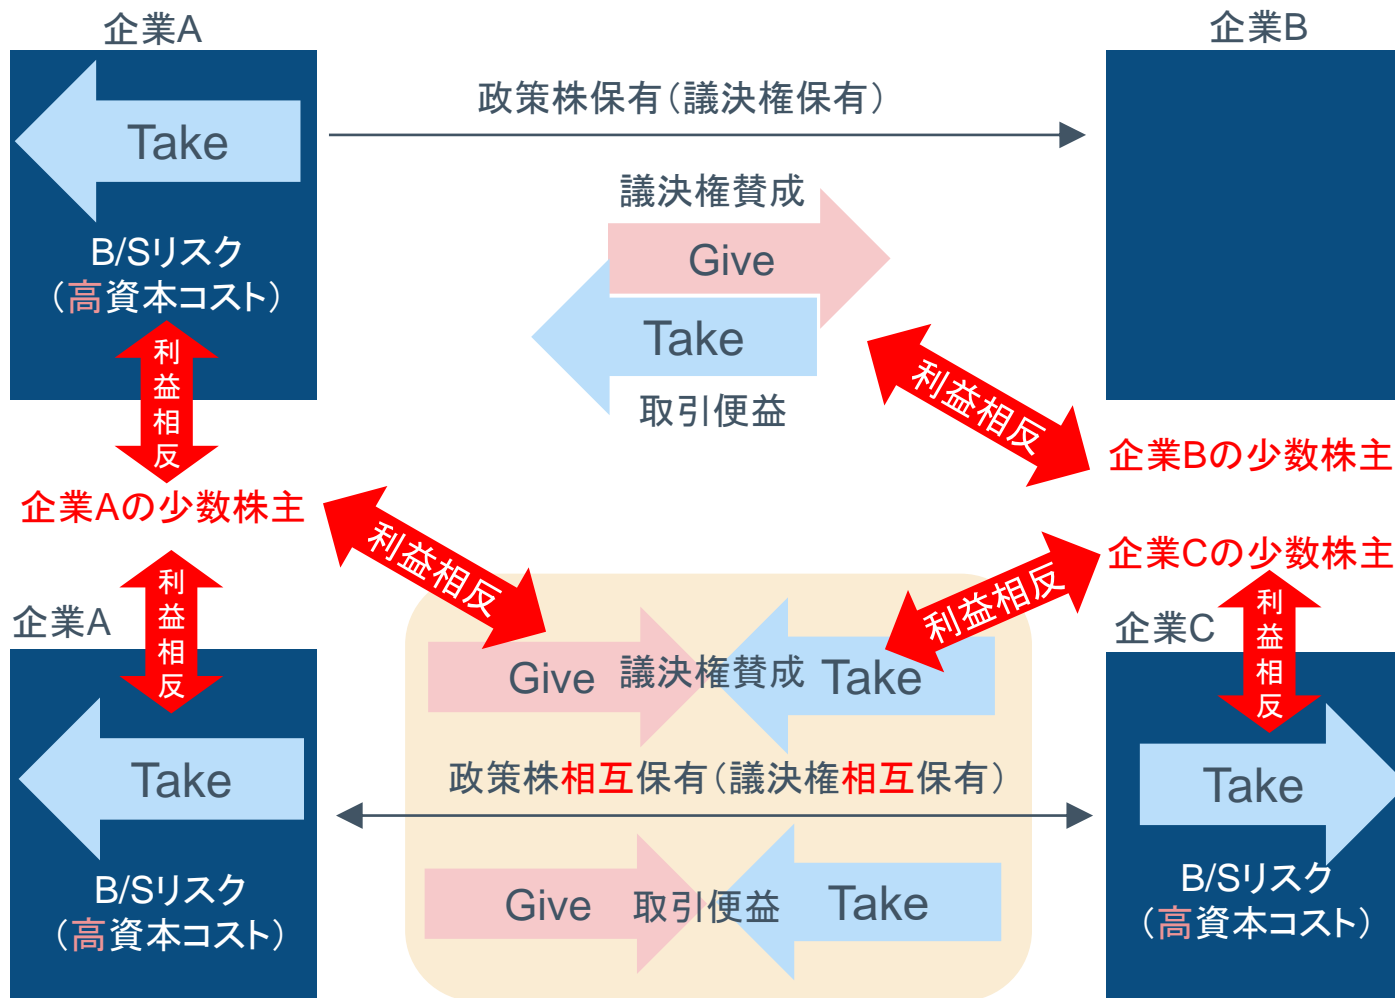 企業A
企業B
Take
政策株保有（議決権保有）
議決権賛成
Give
B/Sリスク
（高資本コスト）
Take
取引便益
利益相反
利益相反
企業Aの少数株主
企業Bの少数株主
利益相反
利益相反
企業Cの少数株主
利益相反
利益相反
企業A
企業C
Give
議決権賛成
Take
Take
政策株相互保有（議決権相互保有）
Take
B/Sリスク
（高資本コスト）
Give
取引便益
Take
B/Sリスク
（高資本コスト）